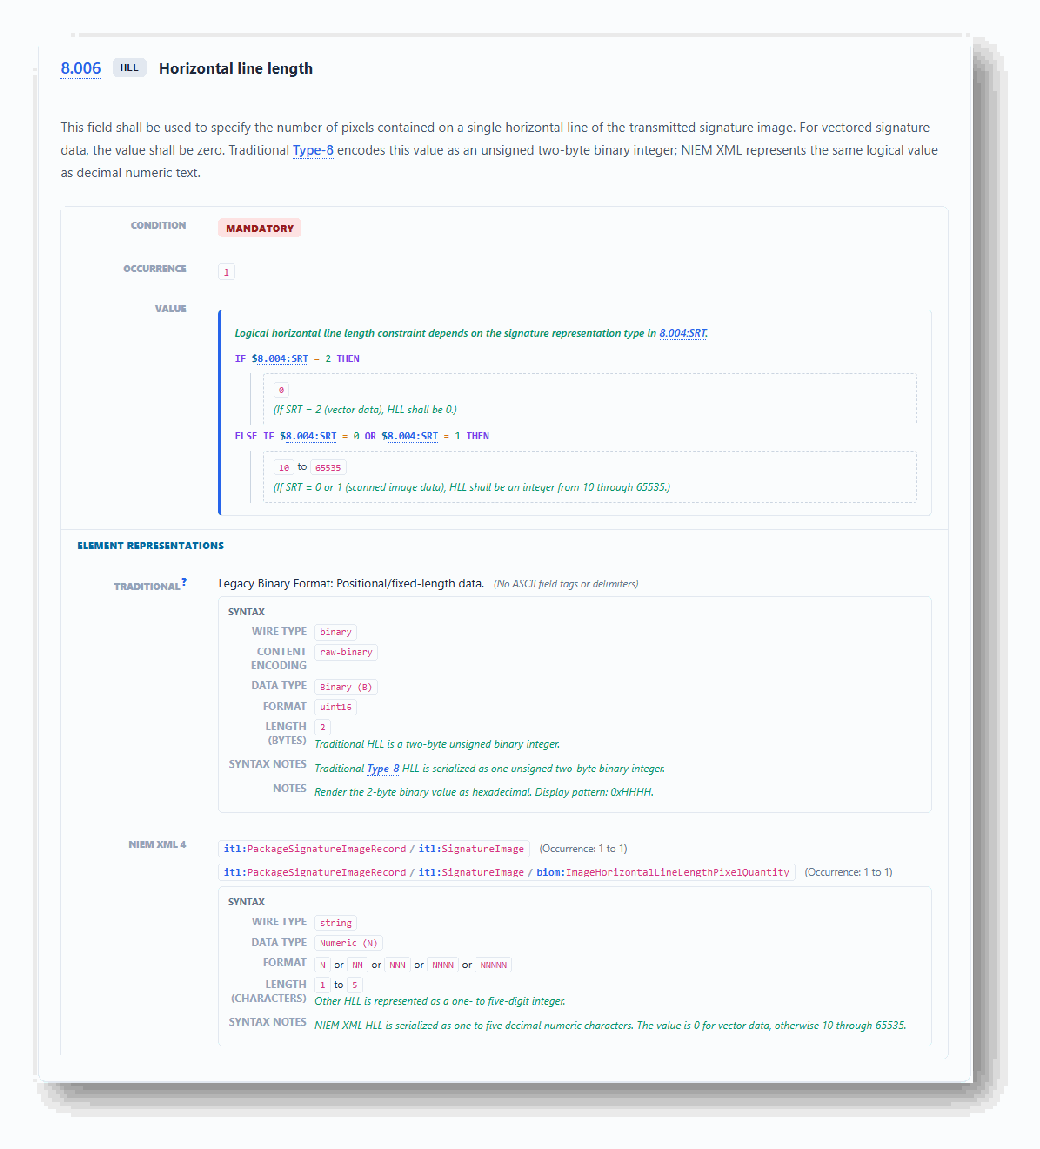 8.006 HLL Horizontal line length
This field shall be used to specify the number of pixels contained on a single horizontal line of the transmitted signature image. For vectored signature
data, the value shall be zero. Traditional Type-8 encodes this value as an unsigned two-byte binary integer; NIEM XML represents the same logical value
as decimal numeric text.
CONDITION MANDATORY
OCCURRENCE 1
VALUE
Logical horizontal line length constraint depends on the signature representation type in 8.004:SRT.
IF $8.004:SRT = 2 THEN
0
(If SRT = 2 (vector data), HLL shall be 0.)
ELSE IF $8.004:SRT = 0 OR $8.004:SRT = 1 THEN
10 to 65535
(If SRT = 0 or 1 (scanned image data), HLL shall be an integer from 10 through 65535.)
ELEMENT REPRESENTATIONS
TRADITIONAL? Legacy Binary Format: Positional/fixed-length data. (No ASCII field tags or delimiters)
SYNTAX
WIRE TYPE binary
CONTENT raw-binary
ENCODING
DATA TYPE Binary (B)
FORMAT uint16
LENGTH 2
(BYTES) Traditional HLL is a two-byte unsigned binary integer.
SYNTAX NOTES Traditional Type-8 HLL is serialized as one unsigned two-byte binary integer.
NOTES Render the 2-byte binary value as hexadecimal. Display pattern: 0xHHHH.
NIEM XML 4 itl:PackageSignatureImageRecord / itl:SignatureImage (Occurrence: 1 to 1)
itl:PackageSignatureImageRecord / itl:SignatureImage / biom:ImageHorizontalLineLengthPixelQuantity (Occurrence: 1 to 1)
SYNTAX
WIRE TYPE string
DATA TYPE Numeric (N)
FORMAT N or NN or NNN or NNNN or NNNNN
LENGTH 1 to 5
(CHARACTERS) Other HLL is represented as a one- to five-digit integer.
SYNTAX NOTES NIEM XML HLL is serialized as one to five decimal numeric characters. The value is 0 for vector data, otherwise 10 through 65535.